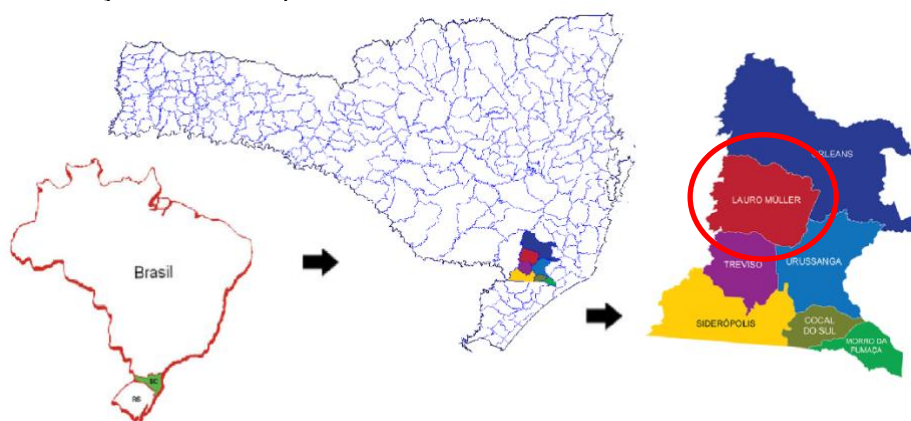 Brasil
SC
RS
ORLEANS
LAURO MÜLLER
TREVISO
URUSSANGA
SIDERÓPOLIS
COCAL
DO SUL
MORRO DA
FUMAÇA